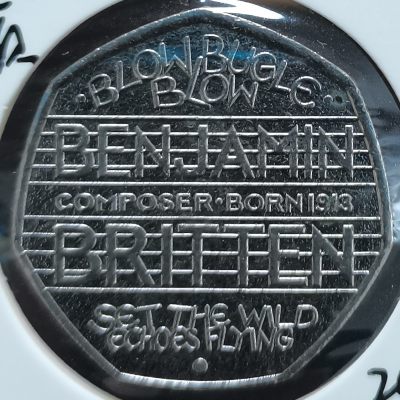 ·BLOW BUGLE·
BLOW
BENJAMIN
COMPOSER·BORN 1913
BRITTEN
SET THE WILD
ECHOES FLYING